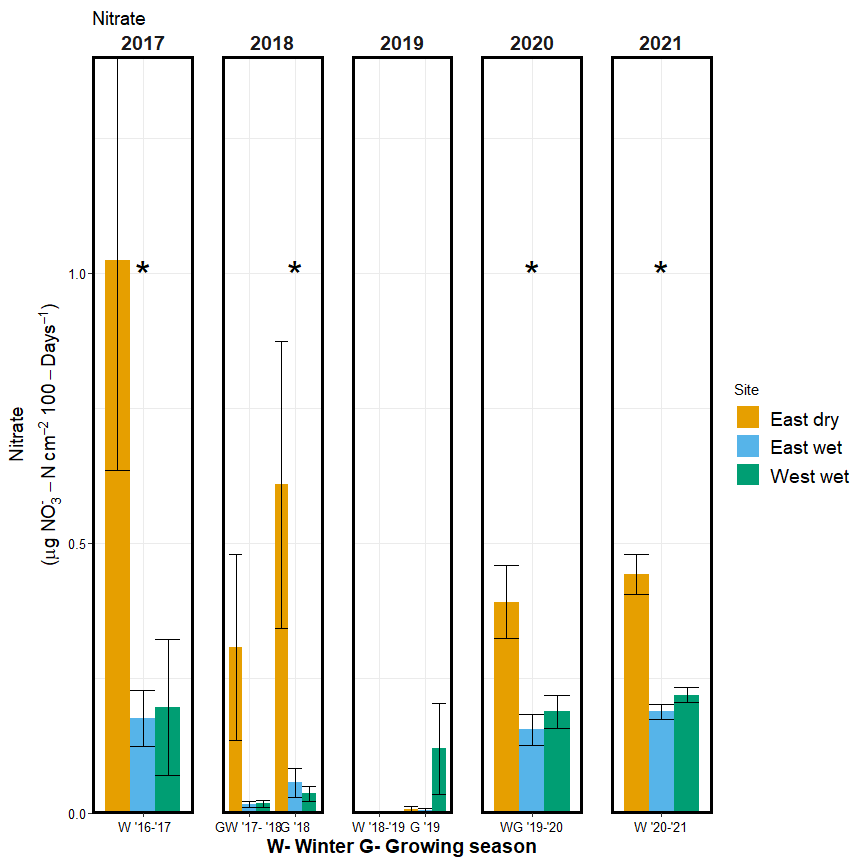 Nitrate
2017 2018 2019 2020 2021
* * * *
1.0
0.5
0.0
Nitrate
(μg NO₃⁻ – N cm⁻² 100 – Days⁻¹)
W '16-'17 GW '17- '18 G '18 W '18-'19 G '19 WG '19-'20 W '20-'21
W- Winter G- Growing season
Site
East dry
East wet
West wet